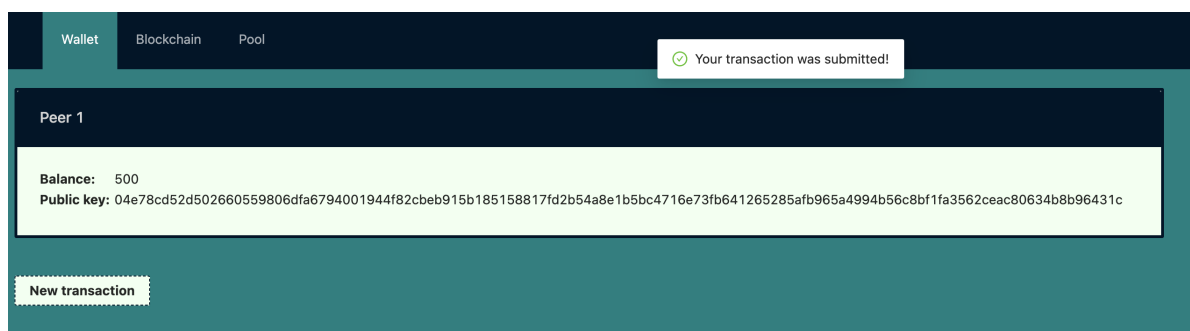 Wallet Blockchain Pool
Your transaction was submitted!
Peer 1
Balance: 500
Public key: 04e78cd52d502660559806dfa6794001944f82cbeb915b185158817fd2b54a8e1b5bc4716e73fb641265285afb965a4994b56c8bf1fa3562ceac80634b8b96431c
New transaction